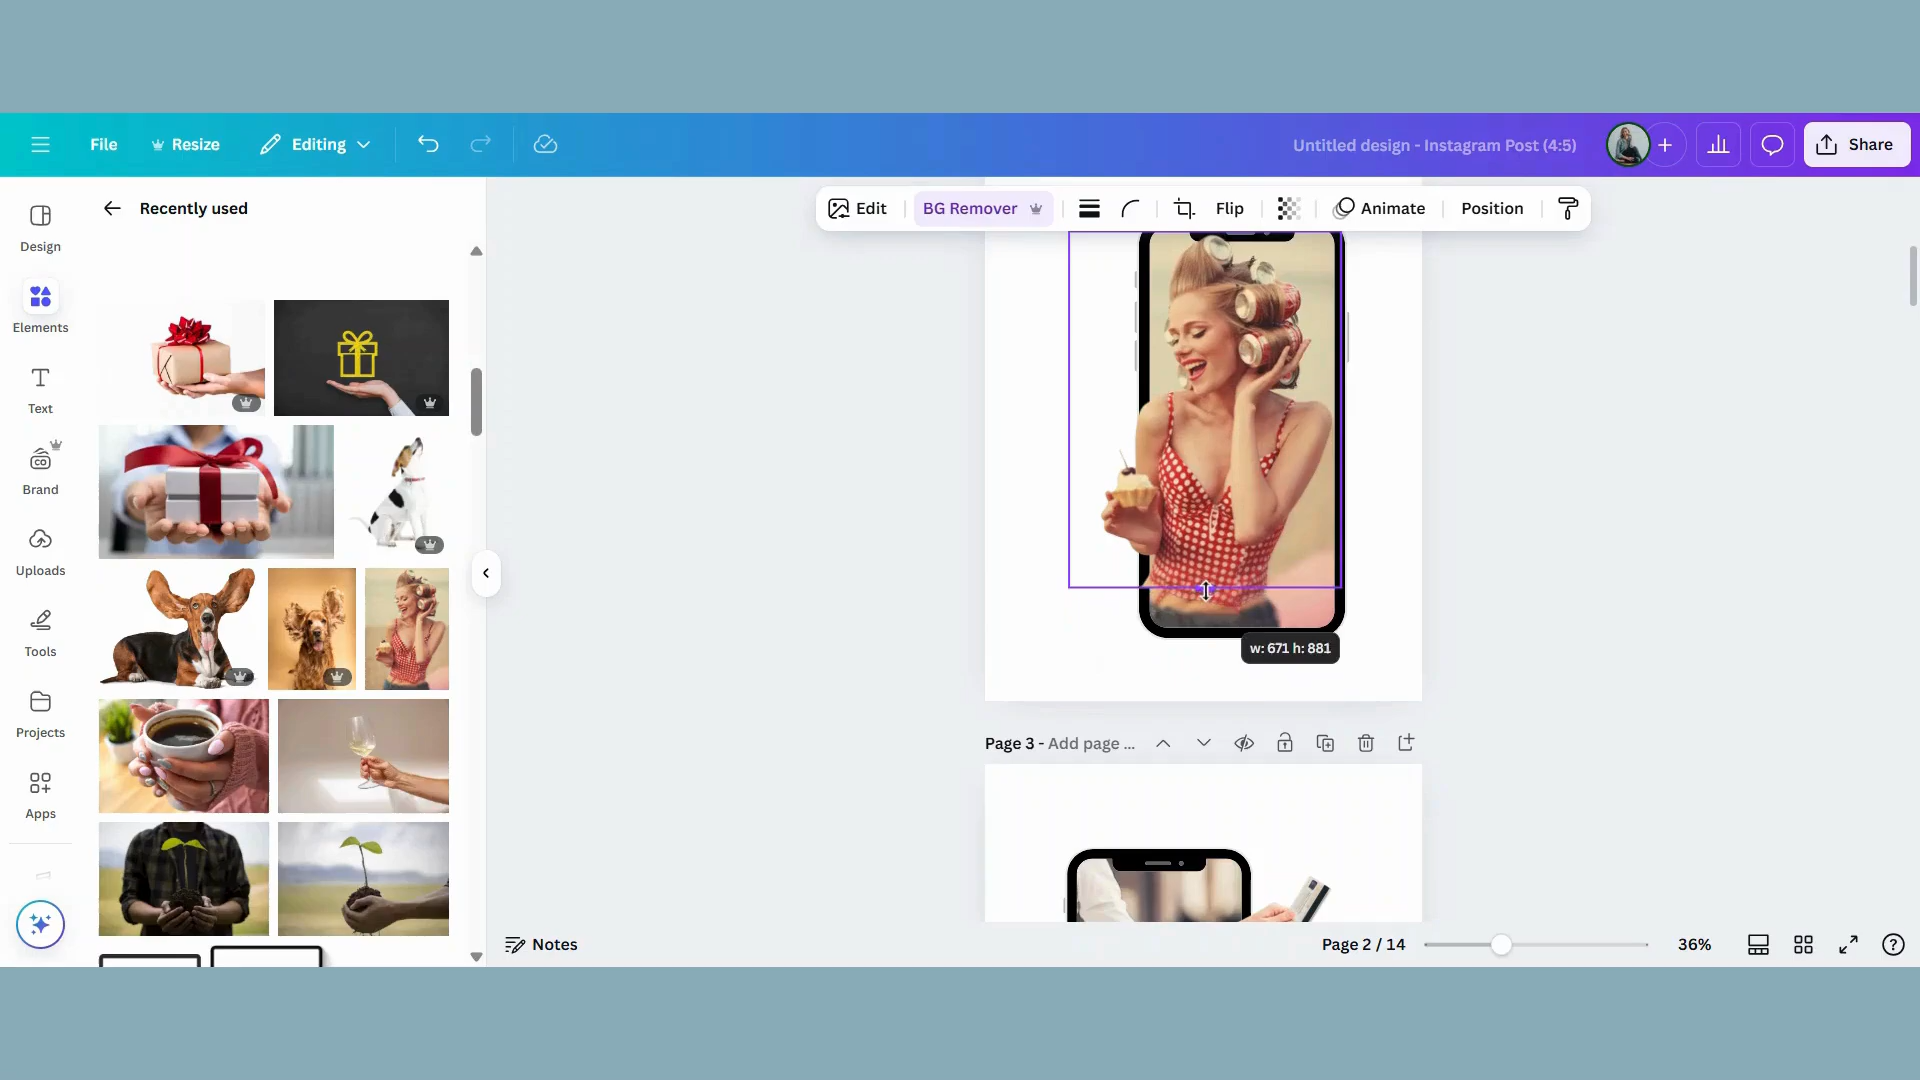 File
Resize
Editing
Untitled design - Instagram Post (4:5)
Share
Design
Elements
Text
Brand
Uploads
Tools
Projects
Apps
Recently used
Edit
BG Remover
Flip
Animate
Position
w: 671 h: 881
Page 3 - Add page ...
Notes
Page 2 / 14
36%